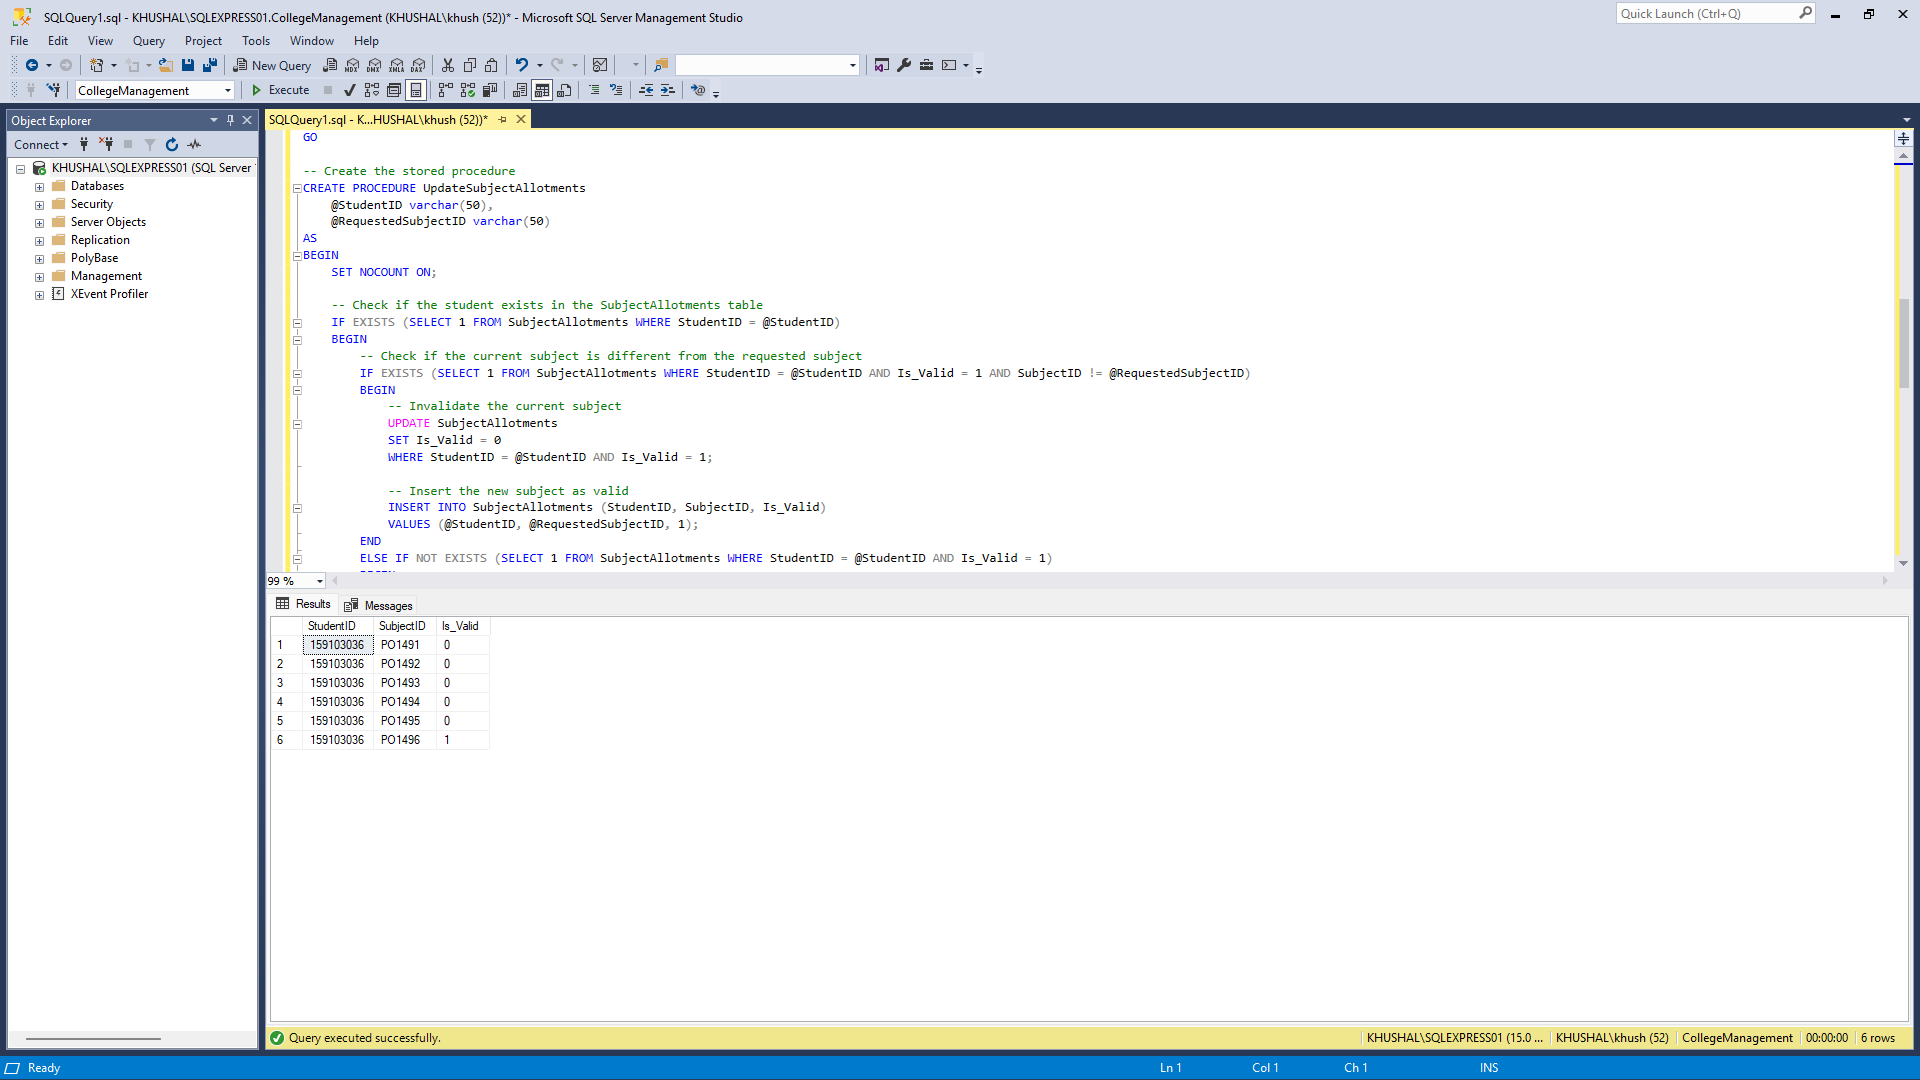 SQLQuery1.sql - KHUSHAL\SQLEXPRESS01.CollegeManagement (KHUSHAL\khush (52))* - Microsoft SQL Server Management Studio
Quick Launch (Ctrl+Q)
File Edit View Query Project Tools Window Help
New Query MDX DMX XMLA DAX
CollegeManagement Execute
Object Explorer
Connect
KHUSHAL\SQLEXPRESS01 (SQL Server
Databases
Security
Server Objects
Replication
PolyBase
Management
XEvent Profiler
SQLQuery1.sql - K...HUSHAL\khush (52))*
GO
-- Create the stored procedure
CREATE PROCEDURE UpdateSubjectAllotments
@StudentID varchar(50),
@RequestedSubjectID varchar(50)
AS
BEGIN
SET NOCOUNT ON;
-- Check if the student exists in the SubjectAllotments table
IF EXISTS (SELECT 1 FROM SubjectAllotments WHERE StudentID = @StudentID)
BEGIN
-- Check if the current subject is different from the requested subject
IF EXISTS (SELECT 1 FROM SubjectAllotments WHERE StudentID = @StudentID AND Is_Valid = 1 AND SubjectID != @RequestedSubjectID)
BEGIN
-- Invalidate the current subject
UPDATE SubjectAllotments
SET Is_Valid = 0
WHERE StudentID = @StudentID AND Is_Valid = 1;
-- Insert the new subject as valid
INSERT INTO SubjectAllotments (StudentID, SubjectID, Is_Valid)
VALUES (@StudentID, @RequestedSubjectID, 1);
END
ELSE IF NOT EXISTS (SELECT 1 FROM SubjectAllotments WHERE StudentID = @StudentID AND Is_Valid = 1)
99 %
Results Messages
StudentID SubjectID Is_Valid
1 159103036 PO1491 0
2 159103036 PO1492 0
3 159103036 PO1493 0
4 159103036 PO1494 0
5 159103036 PO1495 0
6 159103036 PO1496 1
Query executed successfully. KHUSHAL\SQLEXPRESS01 (15.0 ... KHUSHAL\khush (52) CollegeManagement 00:00:00 6 rows
Ready Ln 1 Col 1 Ch 1 INS